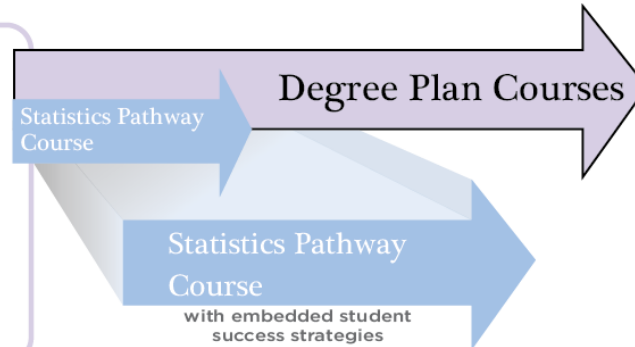 Degree Plan Courses
Statistics Pathway
Course
Statistics Pathway
Course
with embedded student
success strategies